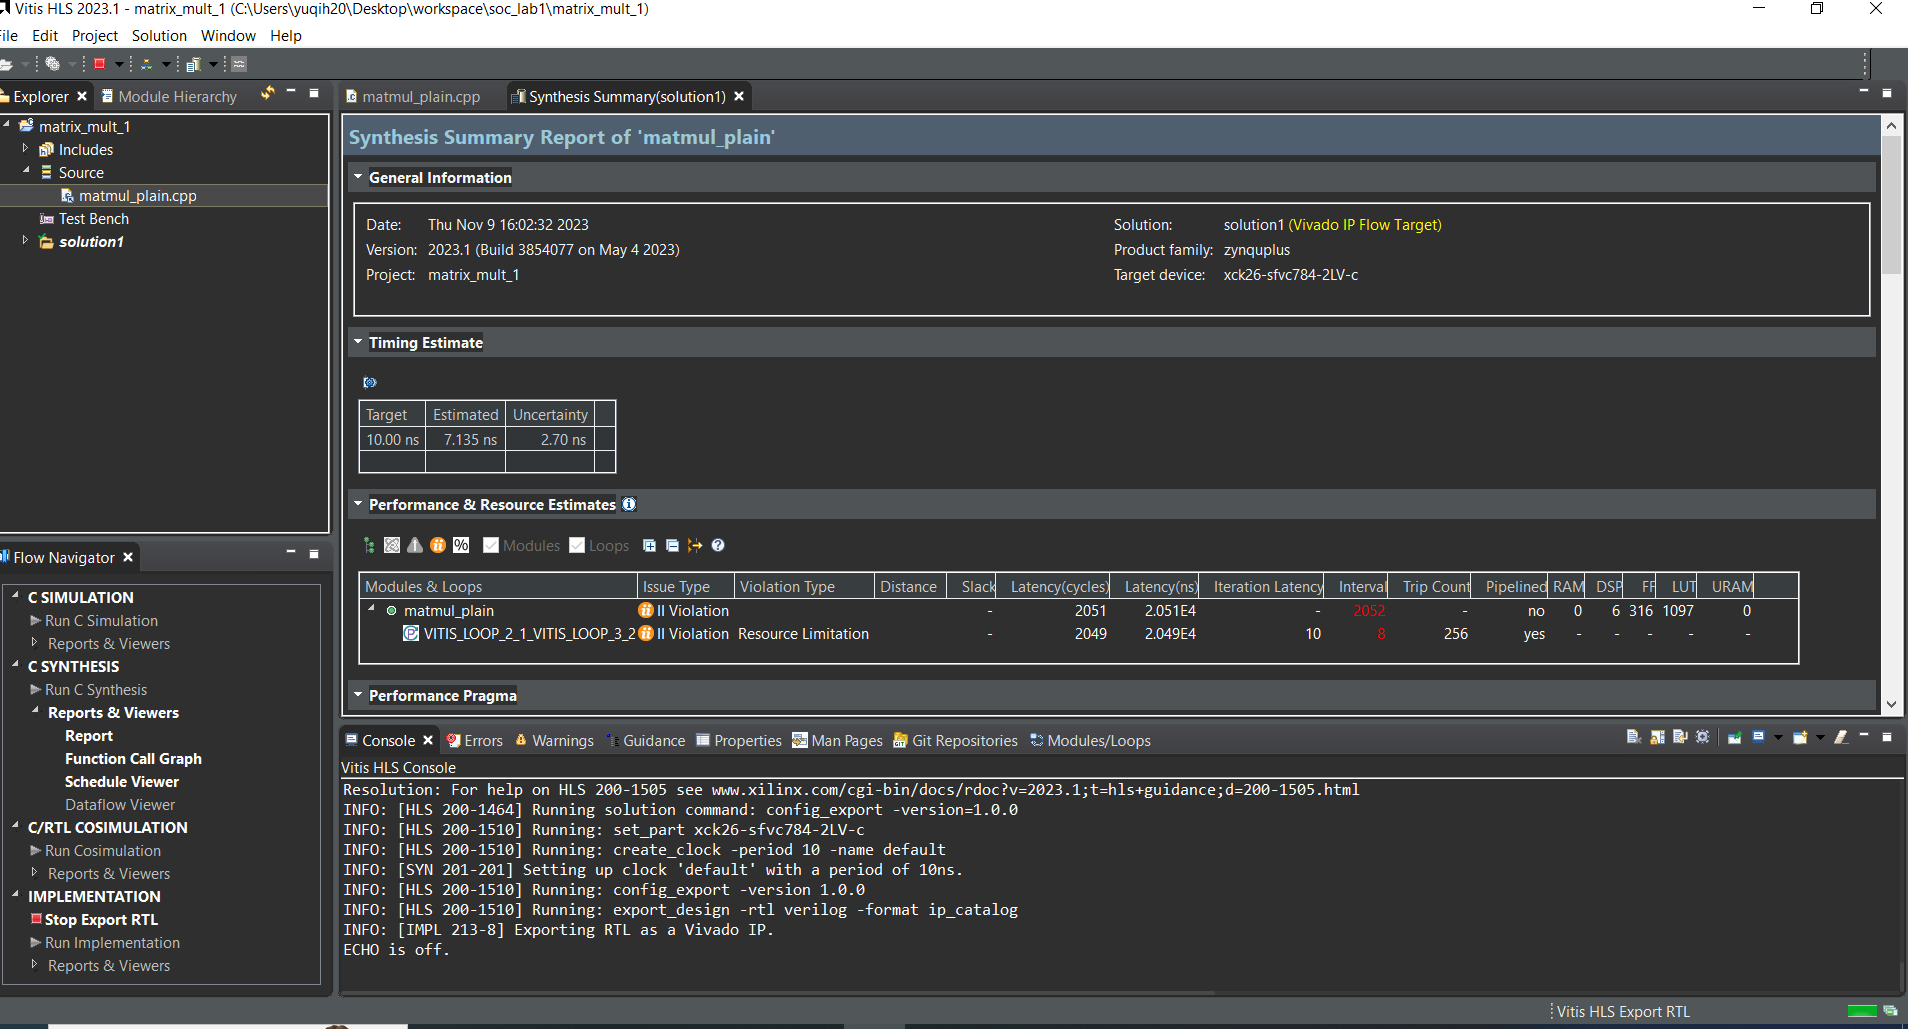 Vitis HLS 2023.1 - matrix_mult_1 (C:\Users\yuqih20\Desktop\workspace\soc_lab1\matrix_mult_1)
ile Edit Project Solution Window Help
Explorer Module Hierarchy
matrix_mult_1
Includes
Source
matmul_plain.cpp
Test Bench
solution1
Flow Navigator
C SIMULATION
Run C Simulation
Reports & Viewers
C SYNTHESIS
Run C Synthesis
Reports & Viewers
Report
Function Call Graph
Schedule Viewer
Dataflow Viewer
C/RTL COSIMULATION
Run Cosimulation
Reports & Viewers
IMPLEMENTATION
Stop Export RTL
Run Implementation
Reports & Viewers
matmul_plain.cpp Synthesis Summary(solution1)
Synthesis Summary Report of 'matmul_plain'
General Information
Date: Thu Nov 9 16:02:32 2023
Version: 2023.1 (Build 3854077 on May 4 2023)
Project: matrix_mult_1
Solution: solution1 (Vivado IP Flow Target)
Product family: zynquplus
Target device: xck26-sfvc784-2LV-c
Timing Estimate
Target Estimated Uncertainty
10.00 ns 7.135 ns 2.70 ns
Performance & Resource Estimates
% Modules Loops
Modules & Loops Issue Type Violation Type Distance Slack Latency(cycles) Latency(ns) Iteration Latency Interval Trip Count Pipelined RAM DSP FF LUT URAM
matmul_plain II Violation - 2051 2.051E4 - 2052 - no 0 6 316 1097 0
VITIS_LOOP_2_1_VITIS_LOOP_3_2 II Violation Resource Limitation - 2049 2.049E4 10 8 256 yes - - - - -
Performance Pragma
Console Errors Warnings Guidance Properties Man Pages Git Repositories Modules/Loops
Vitis HLS Console
Resolution: For help on HLS 200-1505 see www.xilinx.com/cgi-bin/docs/rdoc?v=2023.1;t=hls+guidance;d=200-1505.html
INFO: [HLS 200-1464] Running solution command: config_export -version=1.0.0
INFO: [HLS 200-1510] Running: set_part xck26-sfvc784-2LV-c
INFO: [HLS 200-1510] Running: create_clock -period 10 -name default
INFO: [SYN 201-201] Setting up clock 'default' with a period of 10ns.
INFO: [HLS 200-1510] Running: config_export -version 1.0.0
INFO: [HLS 200-1510] Running: export_design -rtl verilog -format ip_catalog
INFO: [IMPL 213-8] Exporting RTL as a Vivado IP.
ECHO is off.
Vitis HLS Export RTL